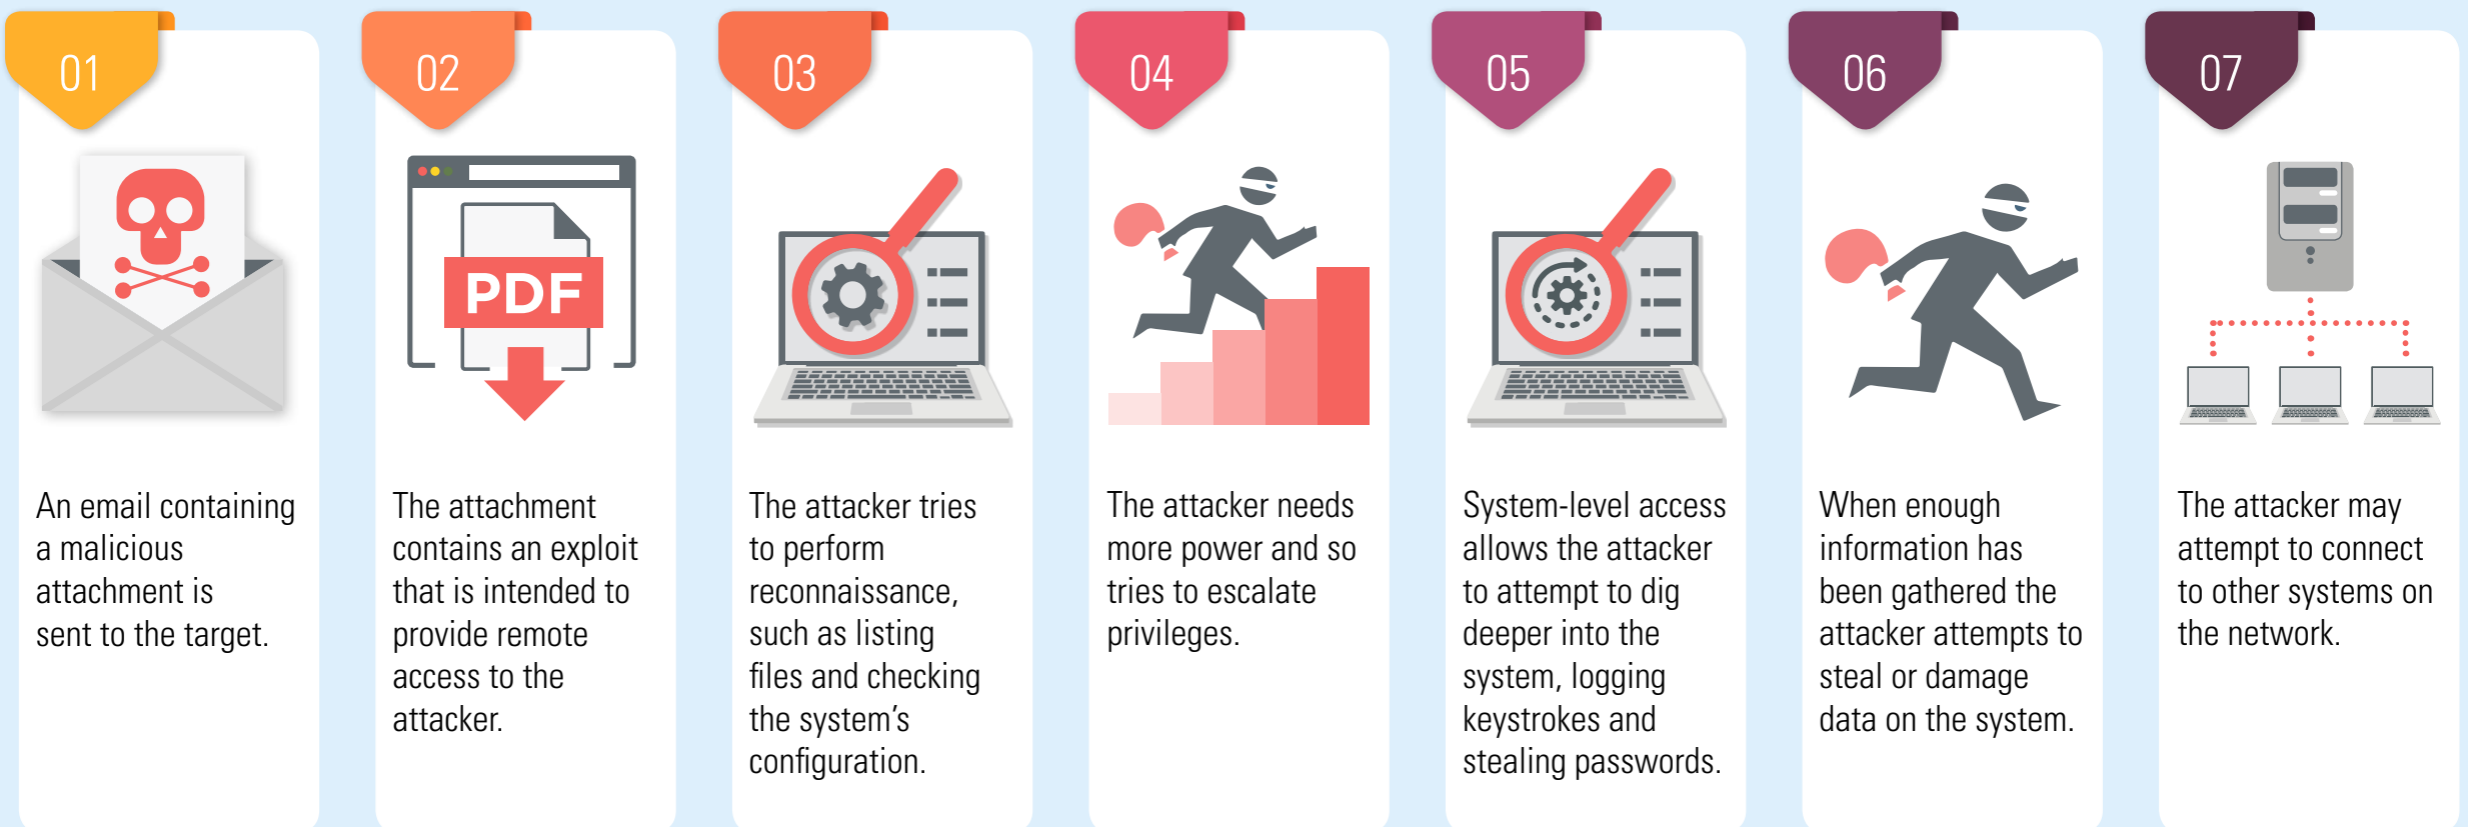 01
An email containing
a malicious
attachment is
sent to the target.
02
PDF
The attachment
contains an exploit
that is intended to
provide remote
access to the
attacker.
03
The attacker tries
to perform
reconnaissance,
such as listing
files and checking
the system’s
configuration.
04
The attacker needs
more power and so
tries to escalate
privileges.
05
System-level access
allows the attacker
to attempt to dig
deeper into the
system, logging
keystrokes and
stealing passwords.
06
When enough
information has
been gathered the
attacker attempts to
steal or damage
data on the system.
07
The attacker may
attempt to connect
to other systems on
the network.